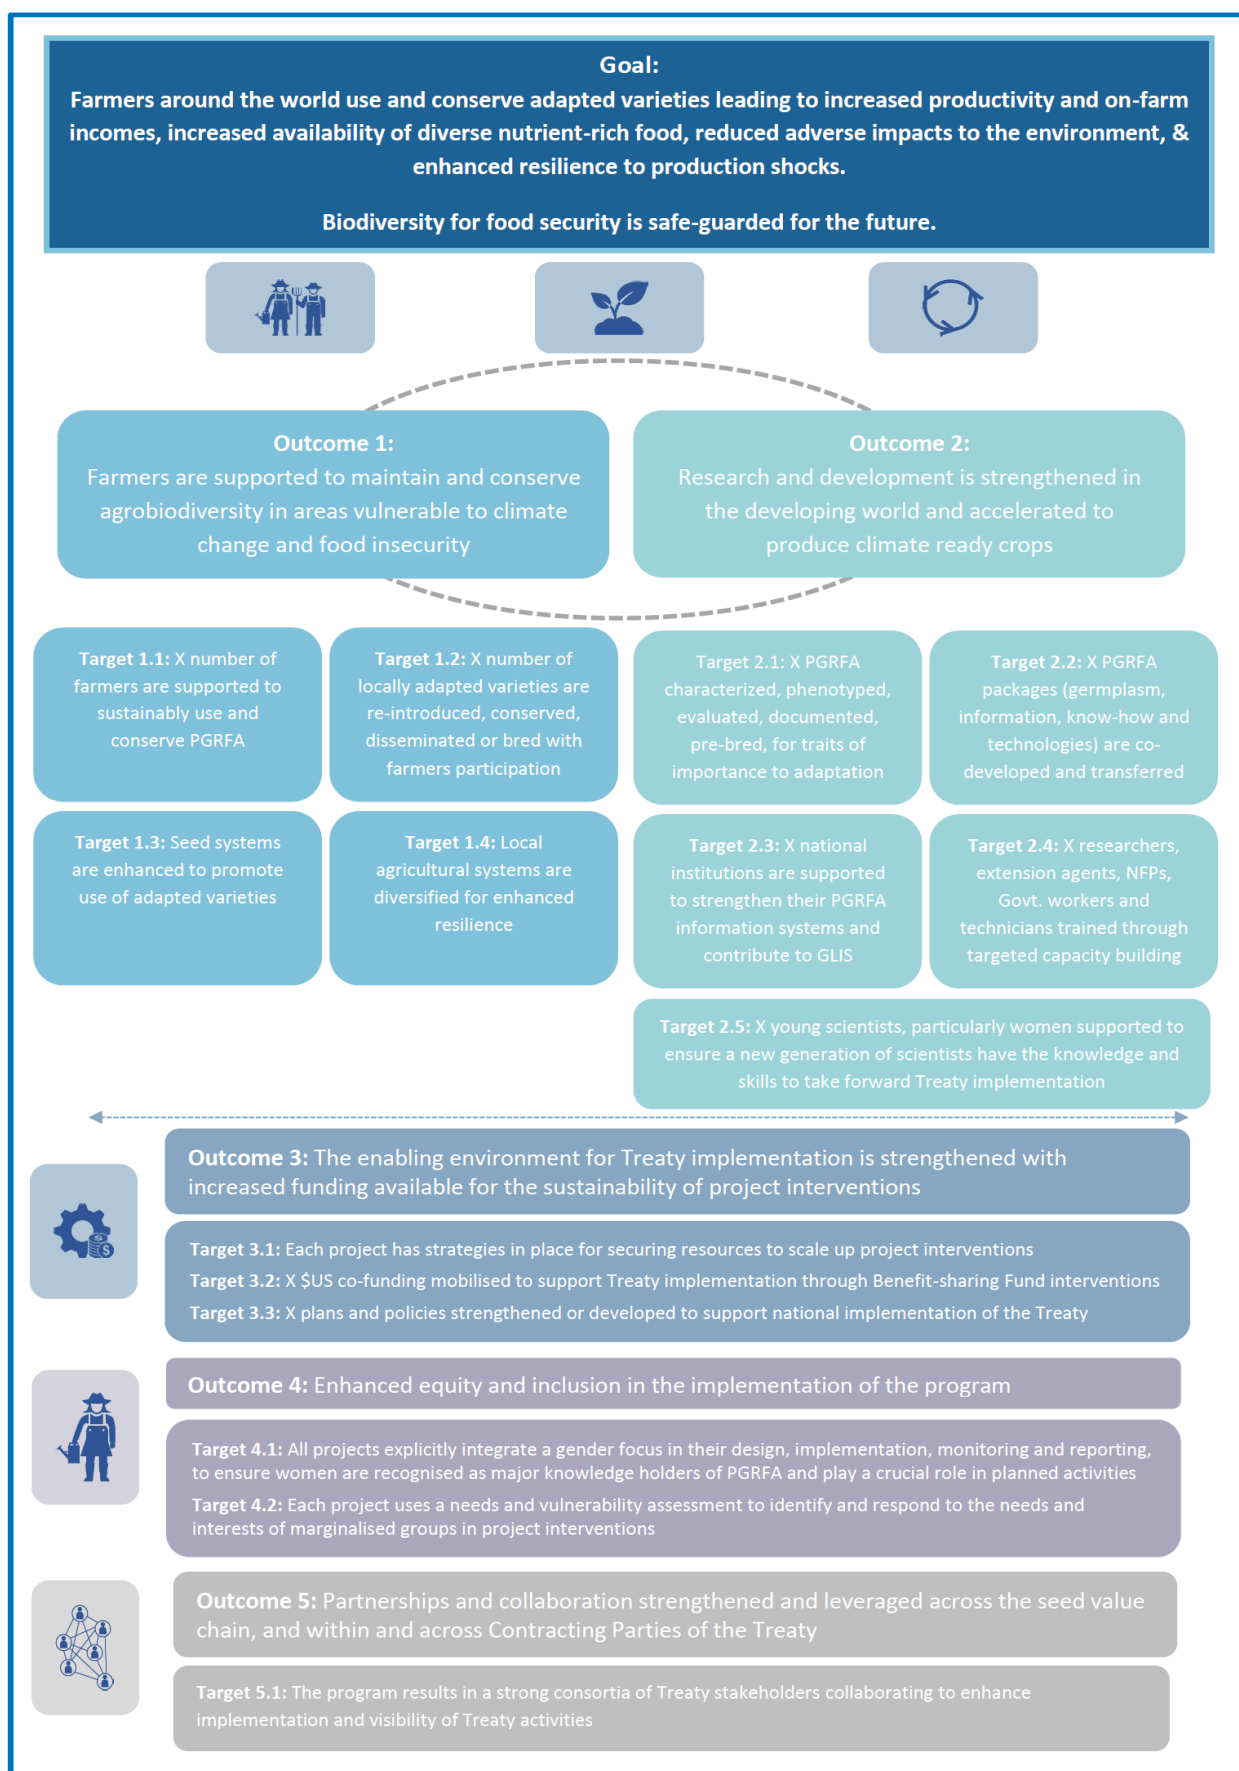 Goal:
Farmers around the world use and conserve adapted varieties leading to increased productivity and on-farm
incomes, increased availability of diverse nutrient-rich food, reduced adverse impacts to the environment, &
enhanced resilience to production shocks.
Biodiversity for food security is safe-guarded for the future.
Outcome 1:
Farmers are supported to maintain and conserve
agrobiodiversity in areas vulnerable to climate
change and food insecurity
Outcome 2:
Research and development is strengthened in
the developing world and accelerated to
produce climate ready crops
Target 1.1: X number of
farmers are supported to
sustainably use and
conserve PGRFA
Target 1.2: X number of
locally adapted varieties are
re-introduced, conserved,
disseminated or bred with
farmers participation
Target 2.1: X PGRFA
characterized, phenotyped,
evaluated, documented,
pre-bred, for traits of
importance to adaptation
Target 2.2: X PGRFA
packages (germplasm,
information, know-how and
technologies) are co-
developed and transferred
Target 1.3: Seed systems
are enhanced to promote
use of adapted varieties
Target 1.4: Local
agricultural systems are
diversified for enhanced
resilience
Target 2.3: X national
institutions are supported
to strengthen their PGRFA
information systems and
contribute to GLIS
Target 2.4: X researchers,
extension agents, NFPs,
Govt. workers and
technicians trained through
targeted capacity building
Target 2.5: X young scientists, particularly women supported to
ensure a new generation of scientists have the knowledge and
skills to take forward Treaty implementation
Outcome 3: The enabling environment for Treaty implementation is strengthened with
increased funding available for the sustainability of project interventions
Target 3.1: Each project has strategies in place for securing resources to scale up project interventions
Target 3.2: X $US co-funding mobilised to support Treaty implementation through Benefit-sharing Fund interventions
Target 3.3: X plans and policies strengthened or developed to support national implementation of the Treaty
Outcome 4: Enhanced equity and inclusion in the implementation of the program
Target 4.1: All projects explicitly integrate a gender focus in their design, implementation, monitoring and reporting,
to ensure women are recognised as major knowledge holders of PGRFA and play a crucial role in planned activities
Target 4.2: Each project uses a needs and vulnerability assessment to identify and respond to the needs and
interests of marginalised groups in project interventions
Outcome 5: Partnerships and collaboration strengthened and leveraged across the seed value
chain, and within and across Contracting Parties of the Treaty
Target 5.1: The program results in a strong consortia of Treaty stakeholders collaborating to enhance
implementation and visibility of Treaty activities